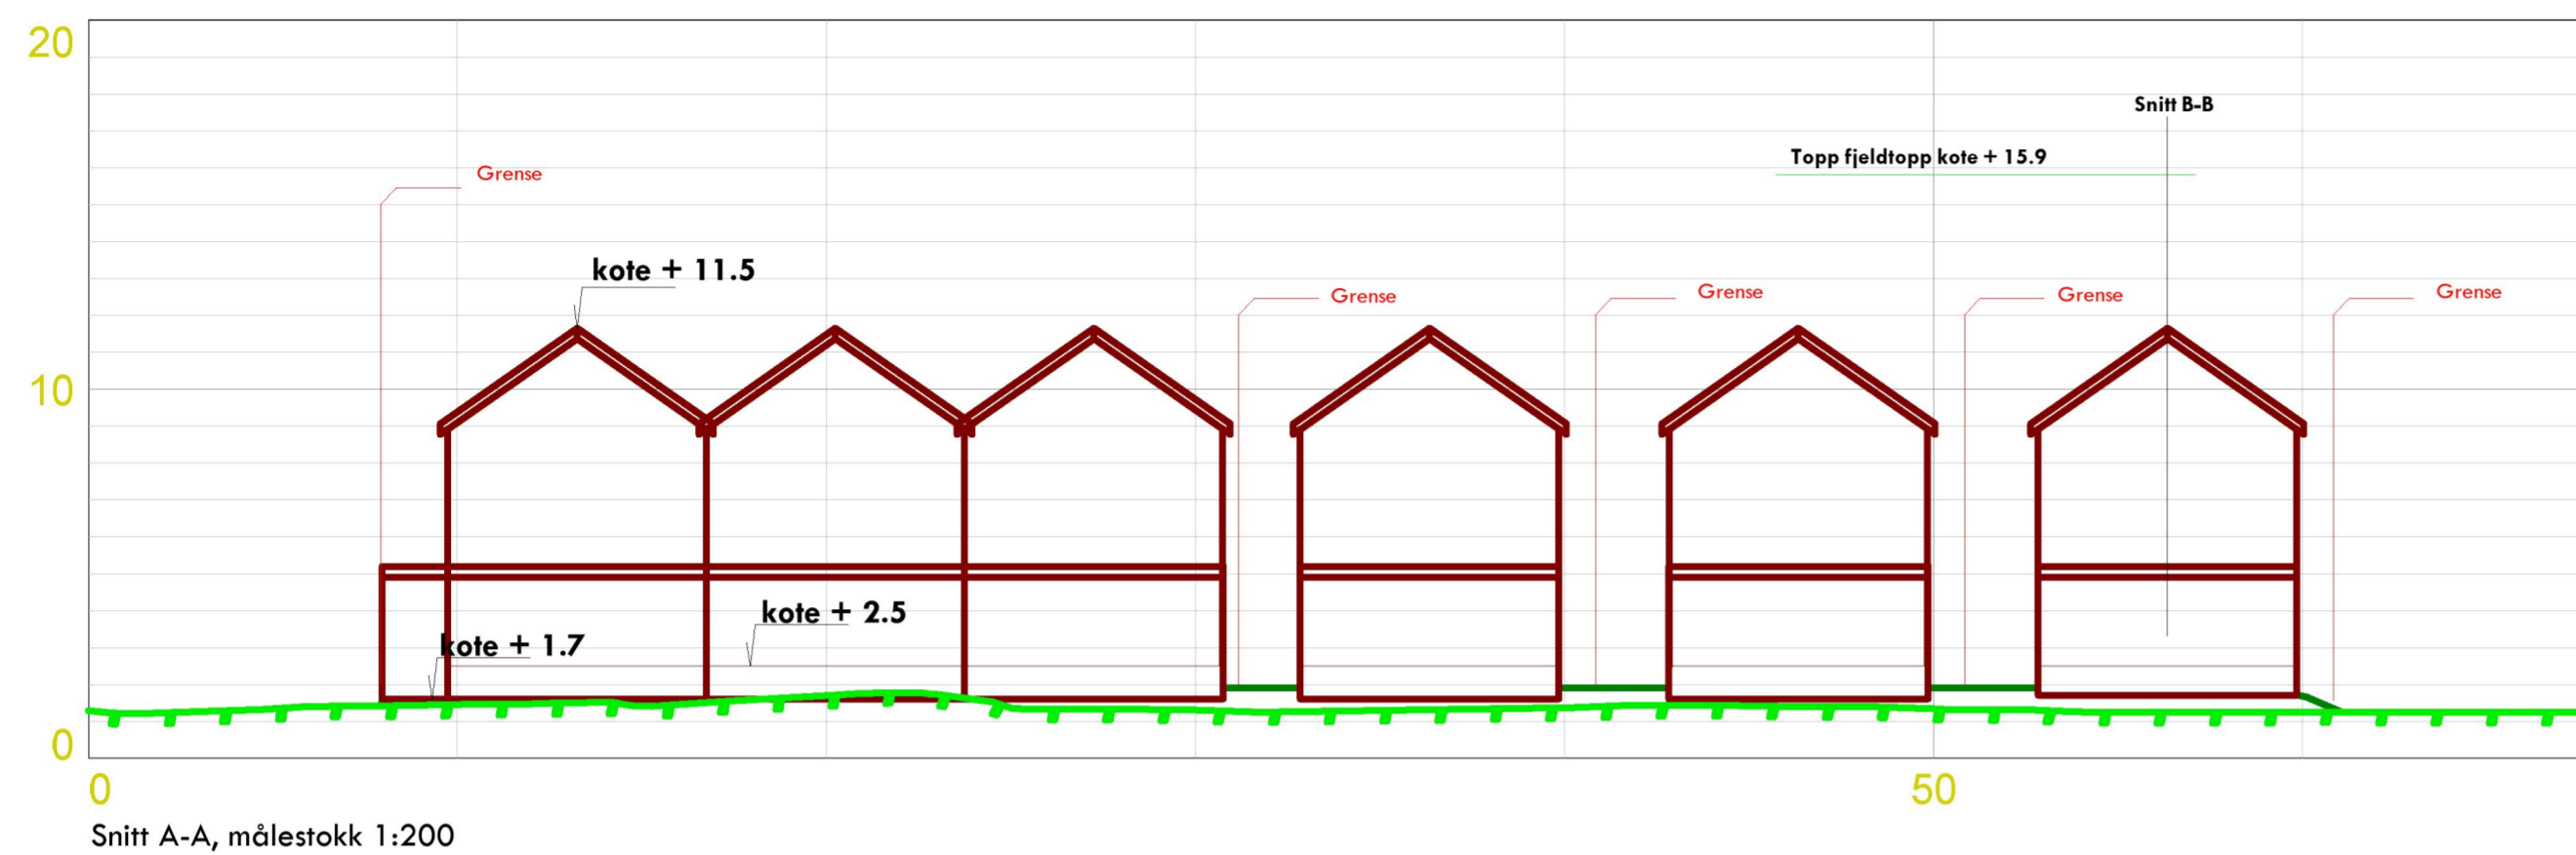 20
Snitt B-B
Topp fjeldtopp kote + 15.9
Grense
kote + 11.5
Grense
Grense
Grense
Grense
10
kote + 2.5
kote + 1.7
0
0
50
Snitt A-A, målestokk 1:200